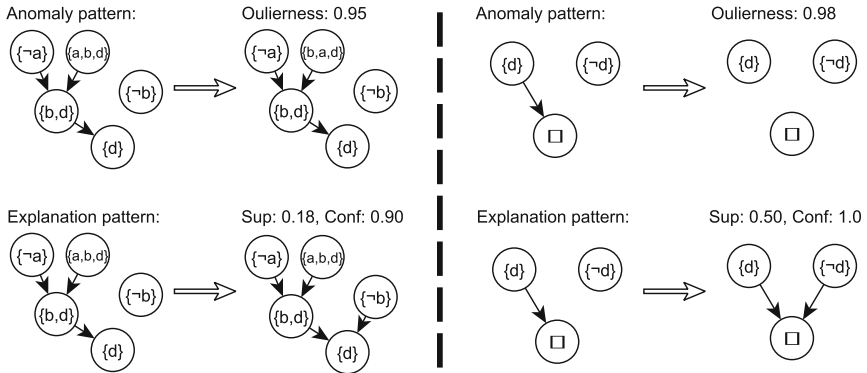 Anomaly pattern: Oulierness: 0.95
{¬a} {a,b,d} {b,d} {¬b} {d}
{¬a} {b,a,d} {b,d} {¬b} {d}
Explanation pattern: Sup: 0.18, Conf: 0.90
{¬a} {a,b,d} {b,d} {¬b} {d}
{¬a} {a,b,d} {b,d} {¬b} {d}
Anomaly pattern: Oulierness: 0.98
{d} {¬d} □
{d} {¬d} □
Explanation pattern: Sup: 0.50, Conf: 1.0
{d} {¬d} □
{d} {¬d} □